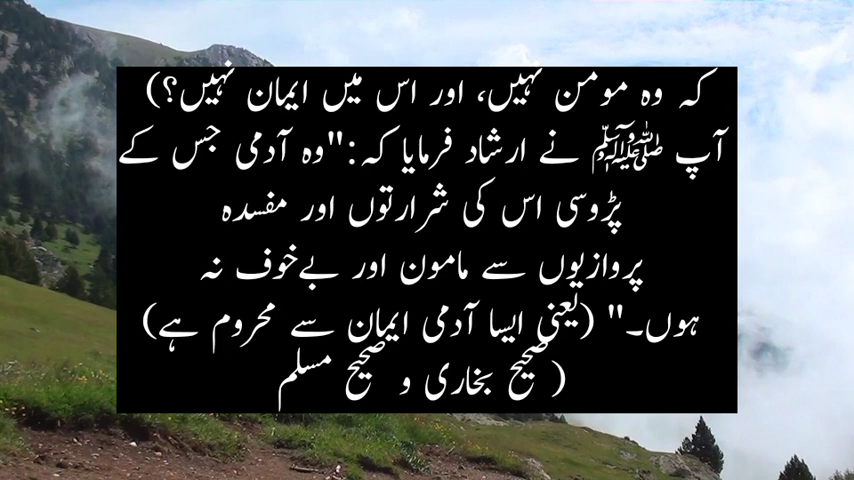 کہ وہ مومن نہیں، اور اس میں ایمان نہیں؟)
آپ ﷺ نے ارشاد فرمایا کہ:"وہ آدمی جس کے
پڑوسی اس کی شرارتوں اور مفسدہ
پروازیوں سے مامون اور بےخوف نہ
ہوں۔" (یعنی ایسا آدمی ایمان سے محروم ہے)
(صحیح بخاری و صحیح مسلم